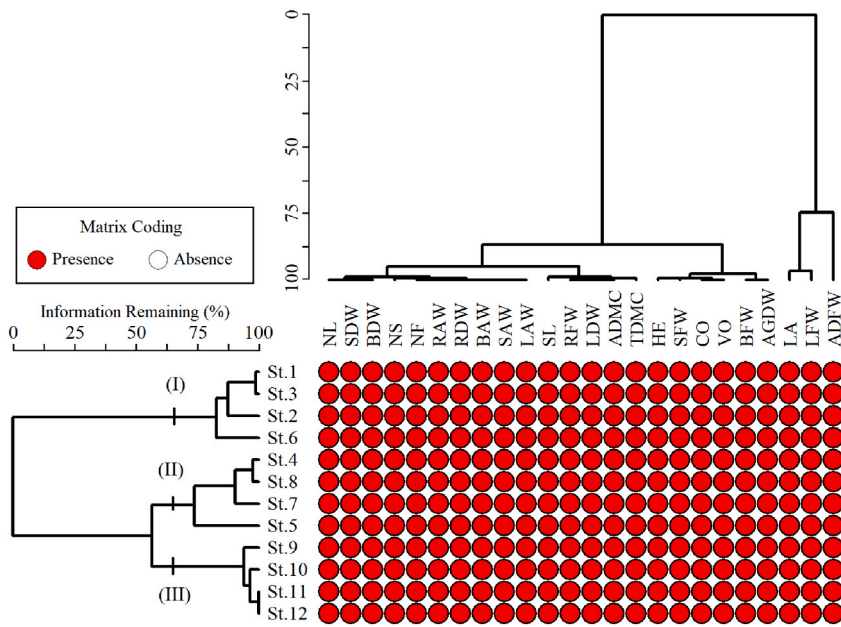 0
25
50
75
100
Matrix Coding
Presence Absence
Information Remaining (%)
0 25 50 75 100
NL SDW BDW NS NF RAW RDW BAW SAW LAW SL RFW LDW ADMC TDMC HE SFW CO VO BFW AGDW LA LFW ADFW
St.1
(I)
St.3
St.2
St.6
St.4
(II)
St.8
St.7
St.5
St.9
St.10
(III)
St.11
St.12